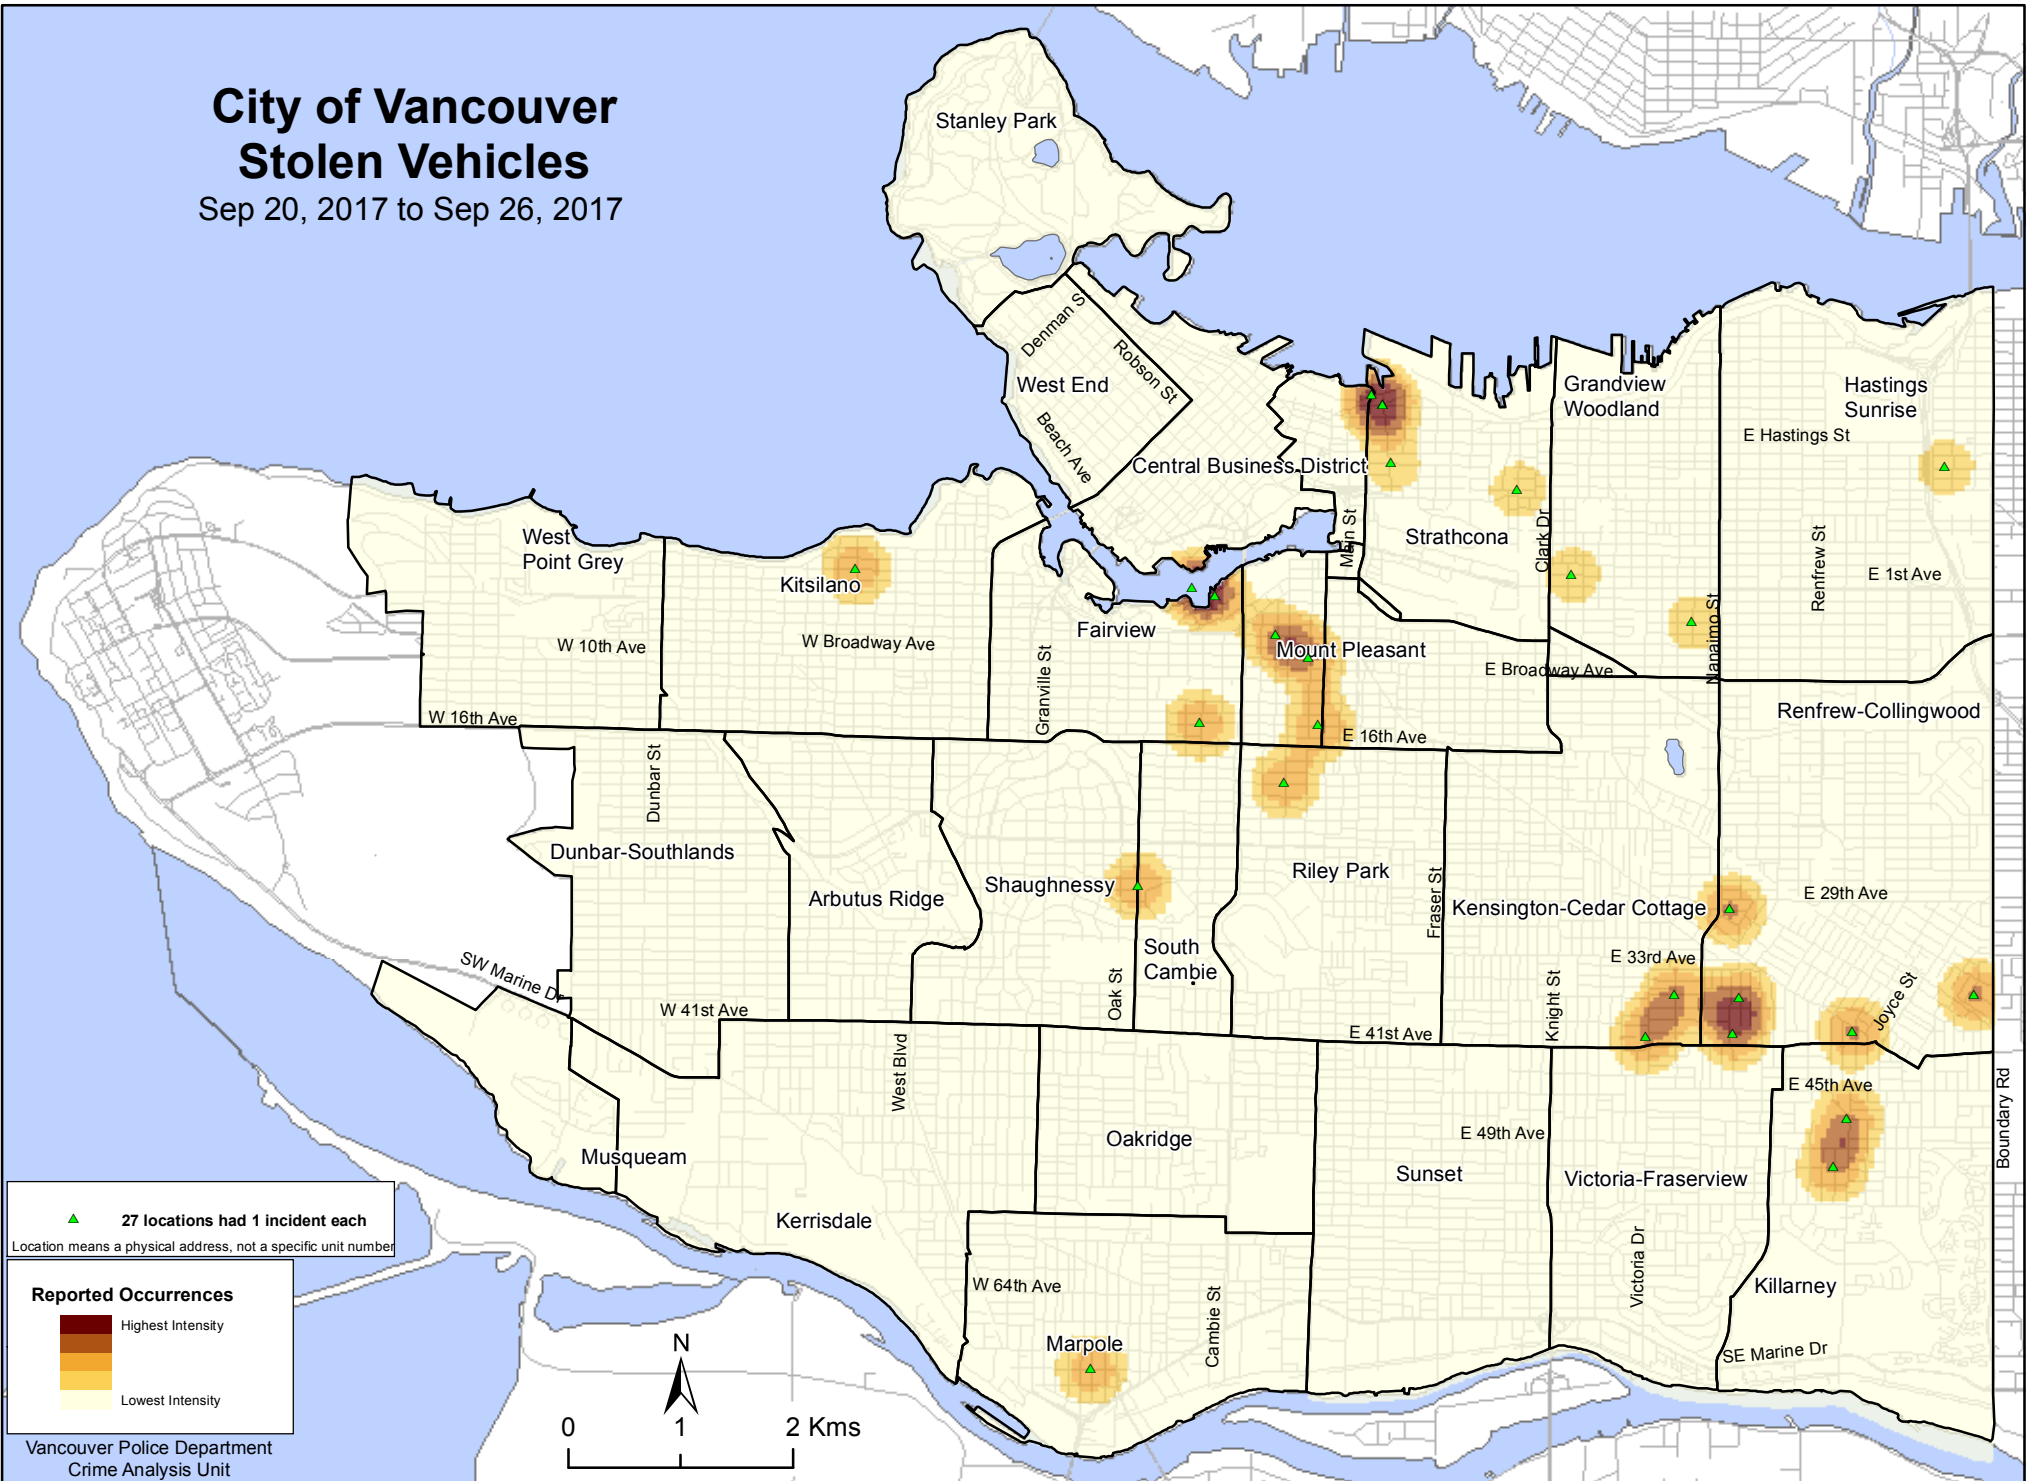 City of Vancouver
Stolen Vehicles
Sep 20, 2017 to Sep 26, 2017
Stanley Park
Denman St
Robson St
West End
Beach Ave
Central Business District
Main St
Strathcona
Clark Dr
Grandview
Woodland
Hastings
Sunrise
E Hastings St
Renfrew St
E 1st Ave
Nanaimo St
West
Point Grey
Kitsilano
W 10th Ave
W Broadway Ave
Fairview
Granville St
Mount Pleasant
E Broadway Ave
W 16th Ave
E 16th Ave
Renfrew-Collingwood
Dunbar St
Dunbar-Southlands
Arbutus Ridge
Shaughnessy
South
Cambie
Oak St
Riley Park
Fraser St
Kensington-Cedar Cottage
E 29th Ave
E 33rd Ave
Knight St
Joyce St
SW Marine Dr
W 41st Ave
E 41st Ave
West Blvd
E 45th Ave
Boundary Rd
Musqueam
Oakridge
E 49th Ave
Sunset
Victoria-Fraserview
Kerrisdale
Victoria Dr
Killarney
W 64th Ave
Cambie St
Marpole
SE Marine Dr
27 locations had 1 incident each
Location means a physical address, not a specific unit number
Reported Occurrences
Highest Intensity
Lowest Intensity
Vancouver Police Department
Crime Analysis Unit
N
0 1 2 Kms